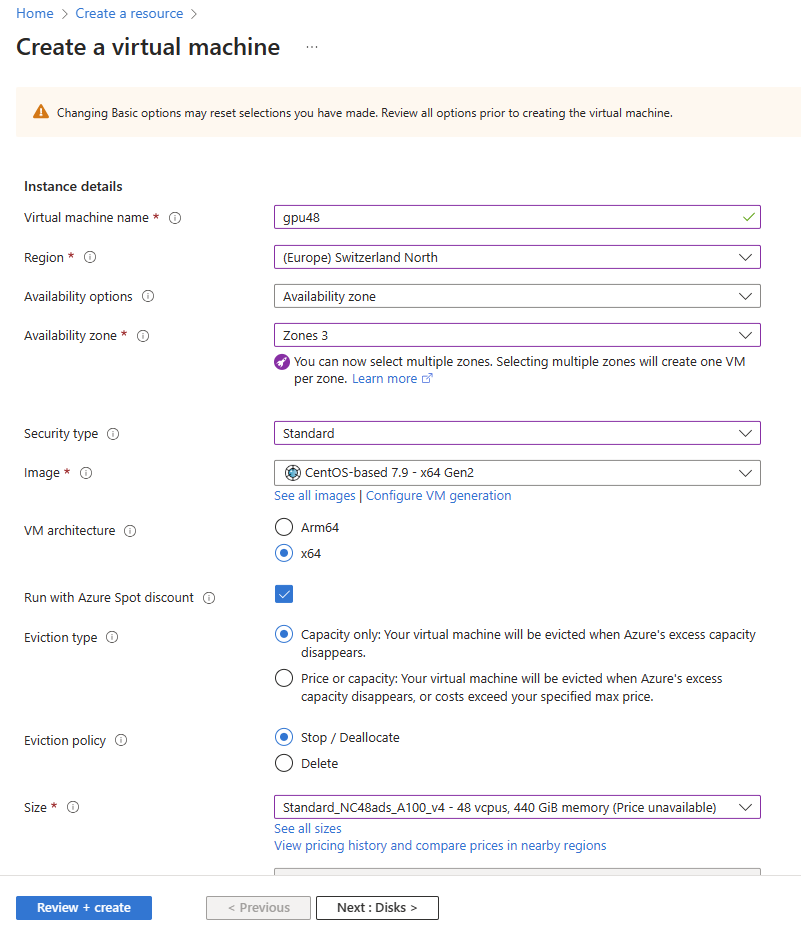 Home > Create a resource >
Create a virtual machine ...
Changing Basic options may reset selections you have made. Review all options prior to creating the virtual machine.
Instance details
Virtual machine name *
gpu48
Region *
(Europe) Switzerland North
Availability options
Availability zone
Availability zone *
Zones 3
You can now select multiple zones. Selecting multiple zones will create one VM
per zone. Learn more
Security type
Standard
Image *
CentOS-based 7.9 - x64 Gen2
See all images | Configure VM generation
VM architecture
Arm64
x64
Run with Azure Spot discount
Eviction type
Capacity only: Your virtual machine will be evicted when Azure's excess capacity
disappears.
Price or capacity: Your virtual machine will be evicted when Azure's excess
capacity disappears, or costs exceed your specified max price.
Eviction policy
Stop / Deallocate
Delete
Size *
Standard_NC48ads_A100_v4 - 48 vcpus, 440 GiB memory (Price unavailable)
See all sizes
View pricing history and compare prices in nearby regions
Review + create
< Previous
Next : Disks >